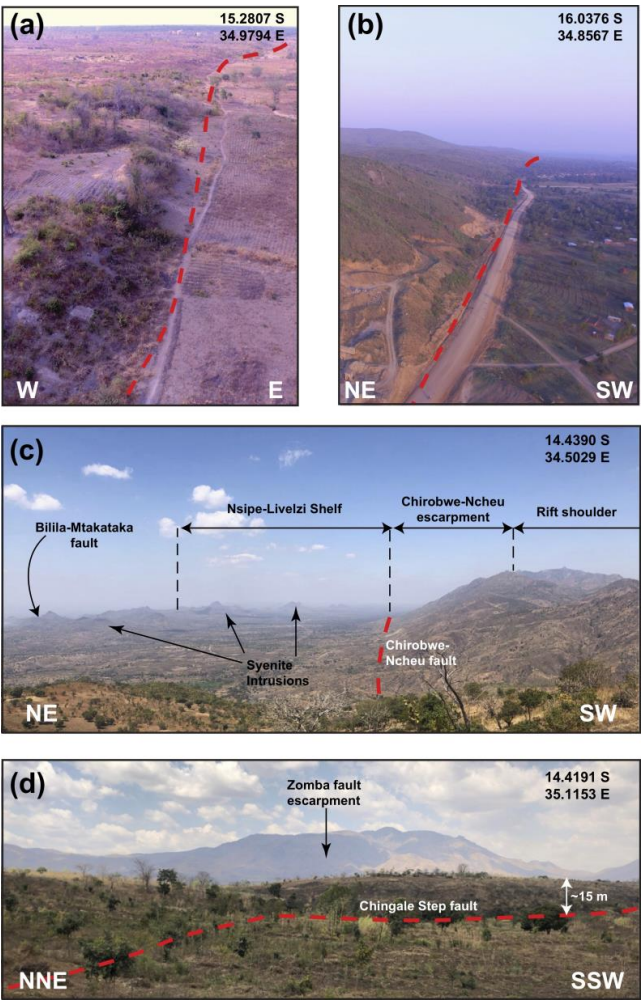 (a)
15.2807 S
34.9794 E
W
E
(b)
16.0376 S
34.8567 E
NE
SW
(c)
14.4390 S
34.5029 E
Bilila-Mtakataka
fault
Nsipe-Livelzi Shelf
Chirobwe-Ncheu
escarpment
Rift shoulder
Syenite
Intrusions
Chirobwe-
Ncheu fault
NE
SW
(d)
14.4191 S
35.1153 E
Zomba fault
escarpment
~15 m
Chingale Step fault
NNE
SSW